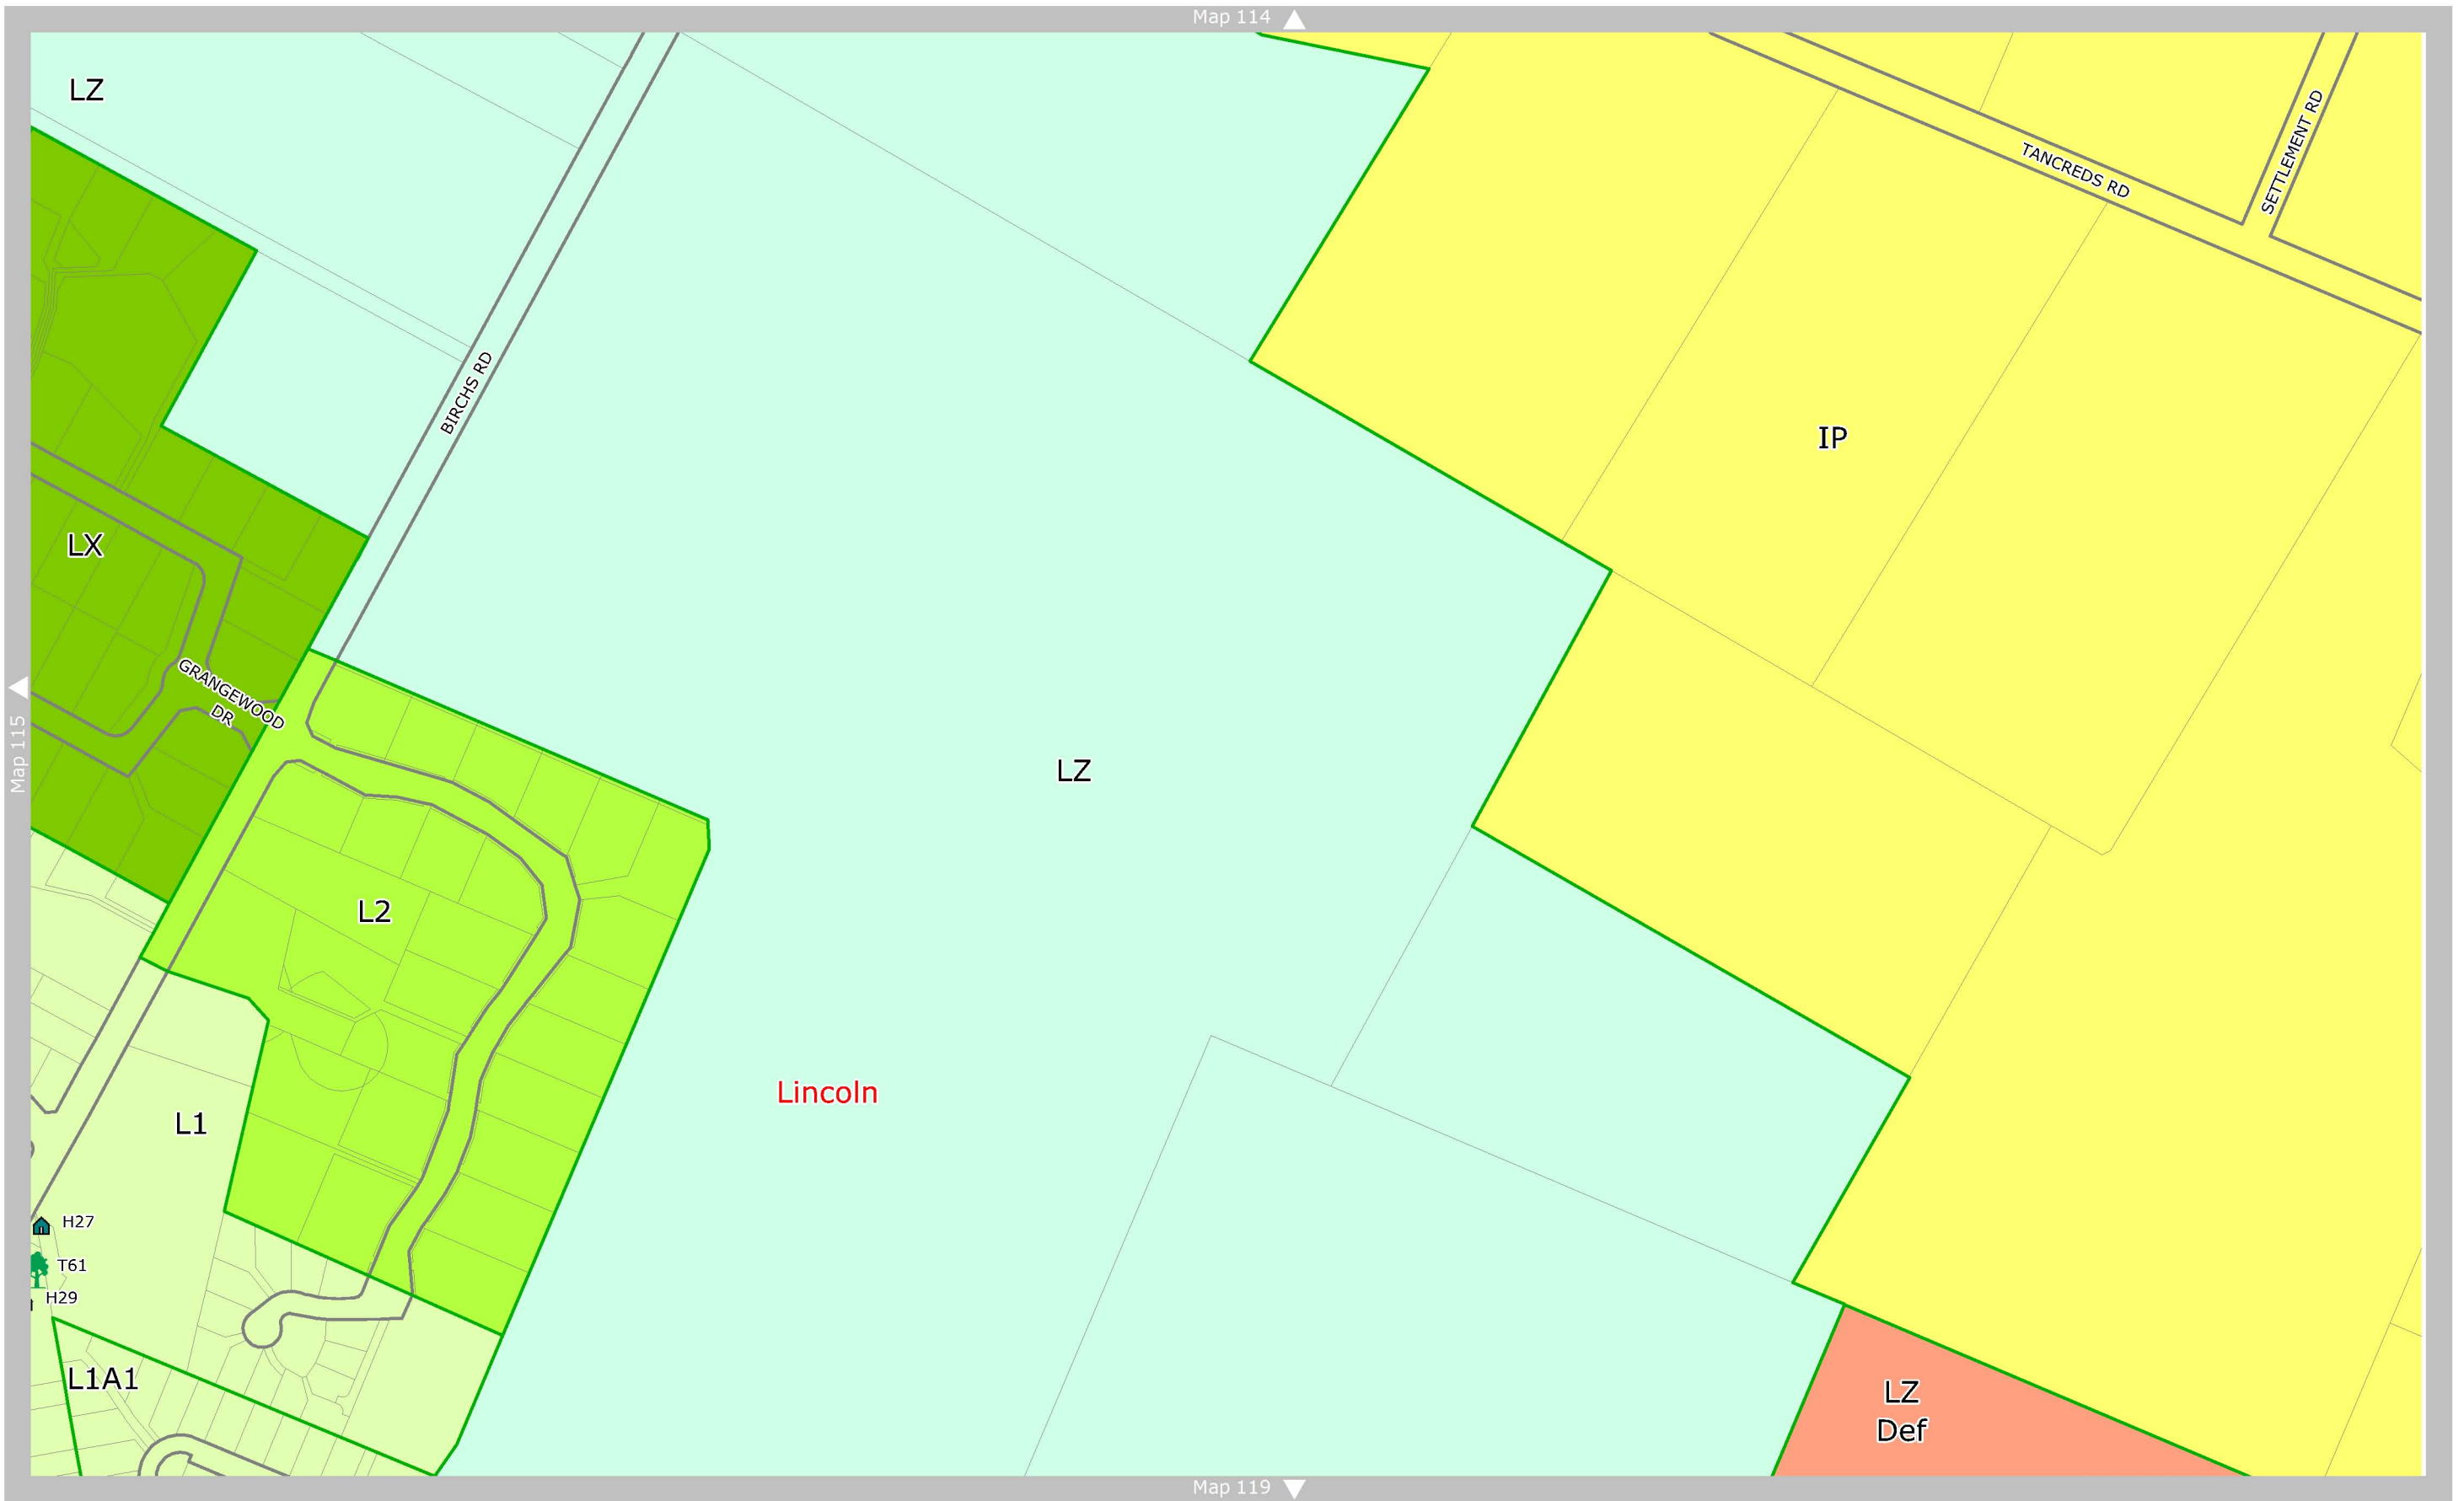 Map 114
LZ
SETTLEMENT RD
TANCREDS RD
BIRCHS RD
IP
LX
GRANGEWOOD
DR
Map 115
LZ
L2
Lincoln
L1
H27
T61
H29
L1A1
LZ
Def
Map 119